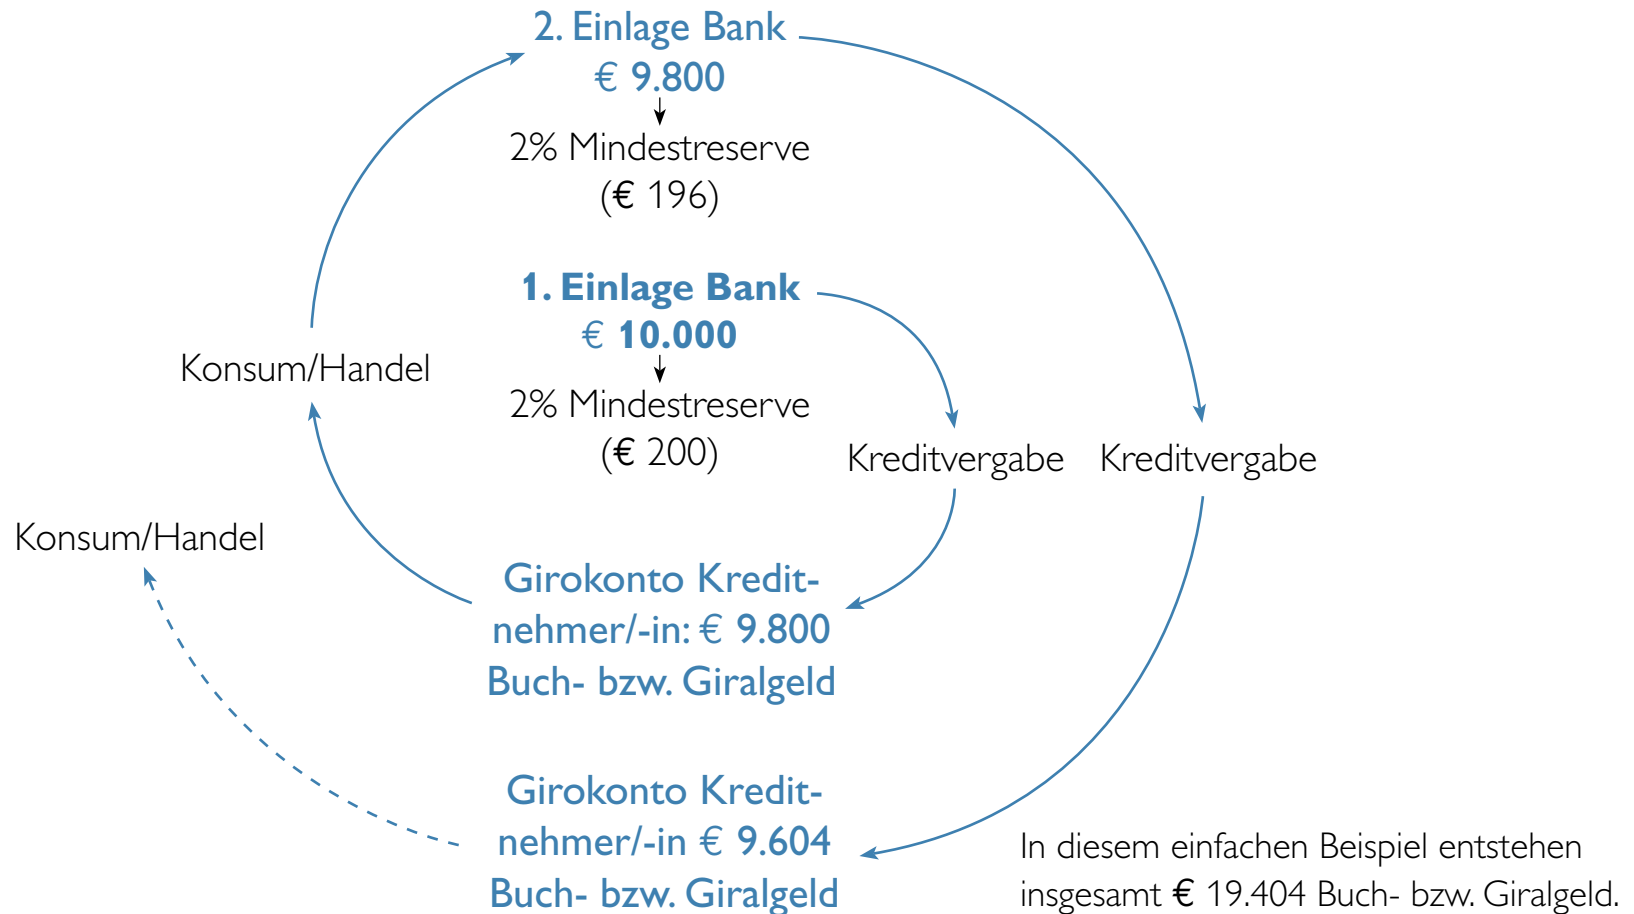 2. Einlage Bank
€ 9.800
2% Mindestreserve
(€ 196)
1. Einlage Bank
€ 10.000
2% Mindestreserve
(€ 200)
Konsum/Handel
Kreditvergabe
Kreditvergabe
Konsum/Handel
Girokonto Kredit-
nehmer/-in: € 9.800
Buch- bzw. Giralgeld
Girokonto Kredit-
nehmer/-in € 9.604
Buch- bzw. Giralgeld
In diesem einfachen Beispiel entstehen
insgesamt € 19.404 Buch- bzw. Giralgeld.